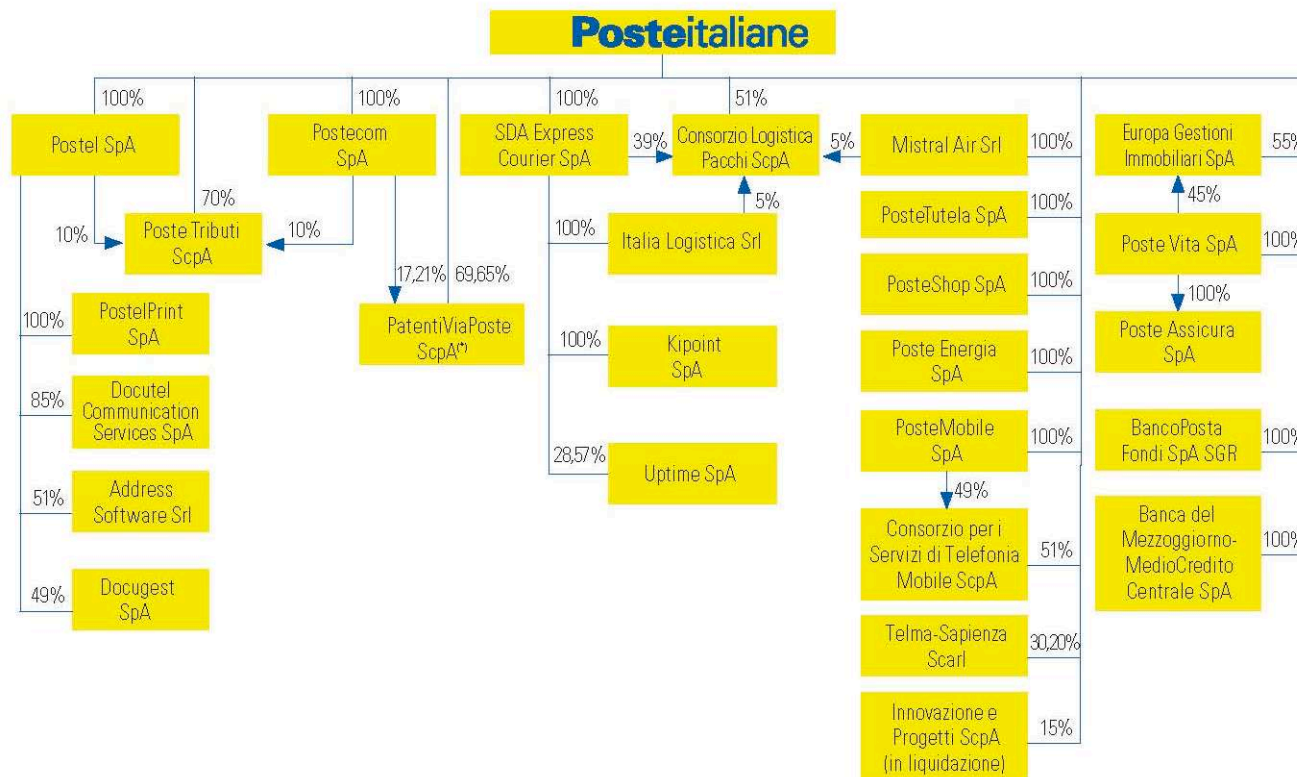 Posteitaliane
100%
100%
100%
51%
Postel SpA
Postecom
SpA
SDA Express
Courier SpA
39%
Consorzio Logistica
Pacchi ScpA
5%
Mistral Air Srl
100%
Europa Gestioni
Immobiliari SpA
55%
70%
10%
Poste Tributi
ScpA
10%
5%
100%
Italia Logistica Srl
PosteTutela SpA
100%
45%
Poste Vita SpA
100%
17,21%
69,65%
PatentiViaPoste
ScpA(*)
PosteShop SpA
100%
100%
Poste Assicura
SpA
100%
PostelPrint
SpA
100%
Kipoint
SpA
Poste Energia
SpA
100%
85%
Docutel
Communication
Services SpA
28,57%
Uptime SpA
PosteMobile
SpA
100%
BancoPosta
Fondi SpA SGR
100%
51%
Address
Software Srl
49%
Consorzio per i
Servizi di Telefonia
Mobile ScpA
51%
Banca del
Mezzoggiorno-
MedioCredito
Centrale SpA
100%
49%
Docugest
SpA
Telma-Sapienza
Scarl
30,20%
Innovazione e
Progetti ScpA
(in liquidazione)
15%